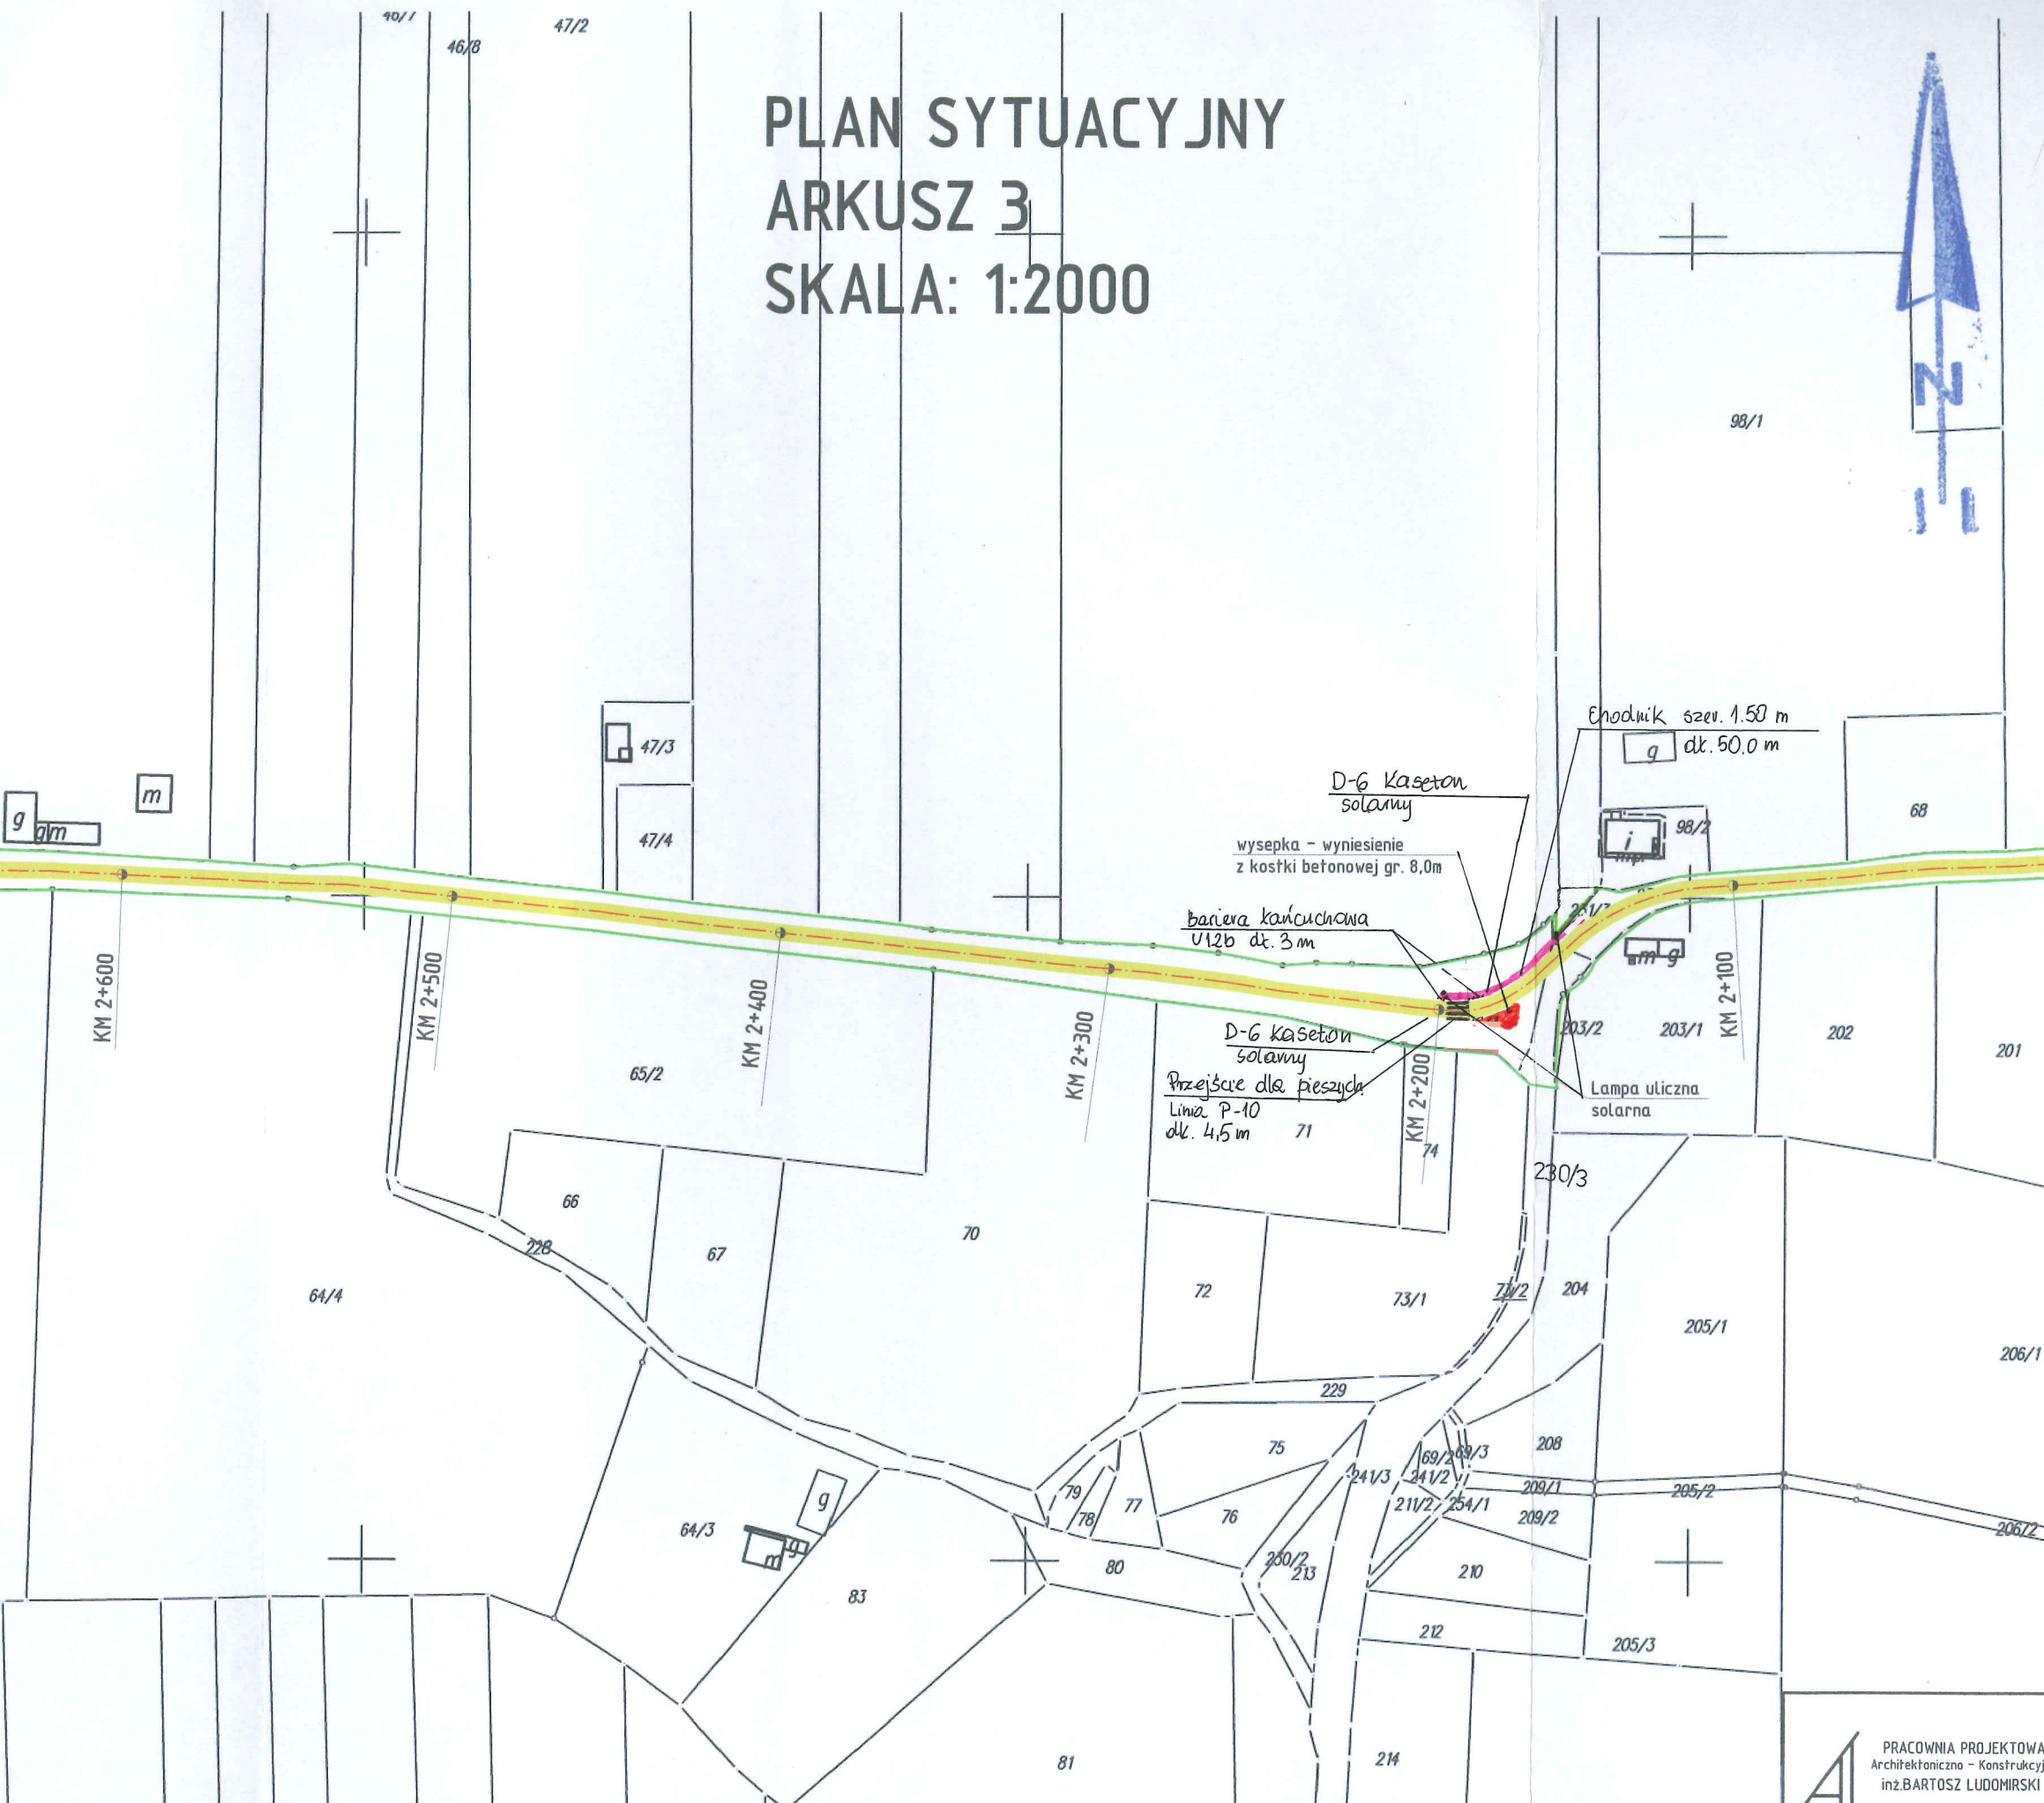 46/7
46/8
47/2
PLAN SYTUACYJNY
ARKUSZ 3
SKALA: 1:2000
N
98/1
47/3
47/4
g
g
m
m
Chodnik szer. 1.50 m
dł. 50.0 m
g
D-6 Kaseton
solarny
wysepka - wyniesienie
z kostki betonowej gr. 8,0m
i
98/2
68
Bariera łańcuchowa
U12b dł. 3m
m g
KM 2+600
KM 2+500
KM 2+400
KM 2+300
KM 2+200
KM 2+100
D-6 Kaseton
solarny
Przejście dla pieszych
Linia P-10
dł. 4,5m
Lampa uliczna
solarna
203/2
203/1
202
201
65/2
71
74
230/3
66
228
67
70
64/4
72
73/1
73/2
204
205/1
206/1
229
75
76
77
78
79
80
241/3
69/2
69/3
241/2
211/2
254/1
208
209/1
209/2
205/2
206/2
210
230/2
213
212
205/3
64/3
g
m
g
83
81
214
PRACOWNIA PROJEKTOWA
Architektoniczno - Konstrukcyj
inż.BARTOSZ LUDOMIRSKI